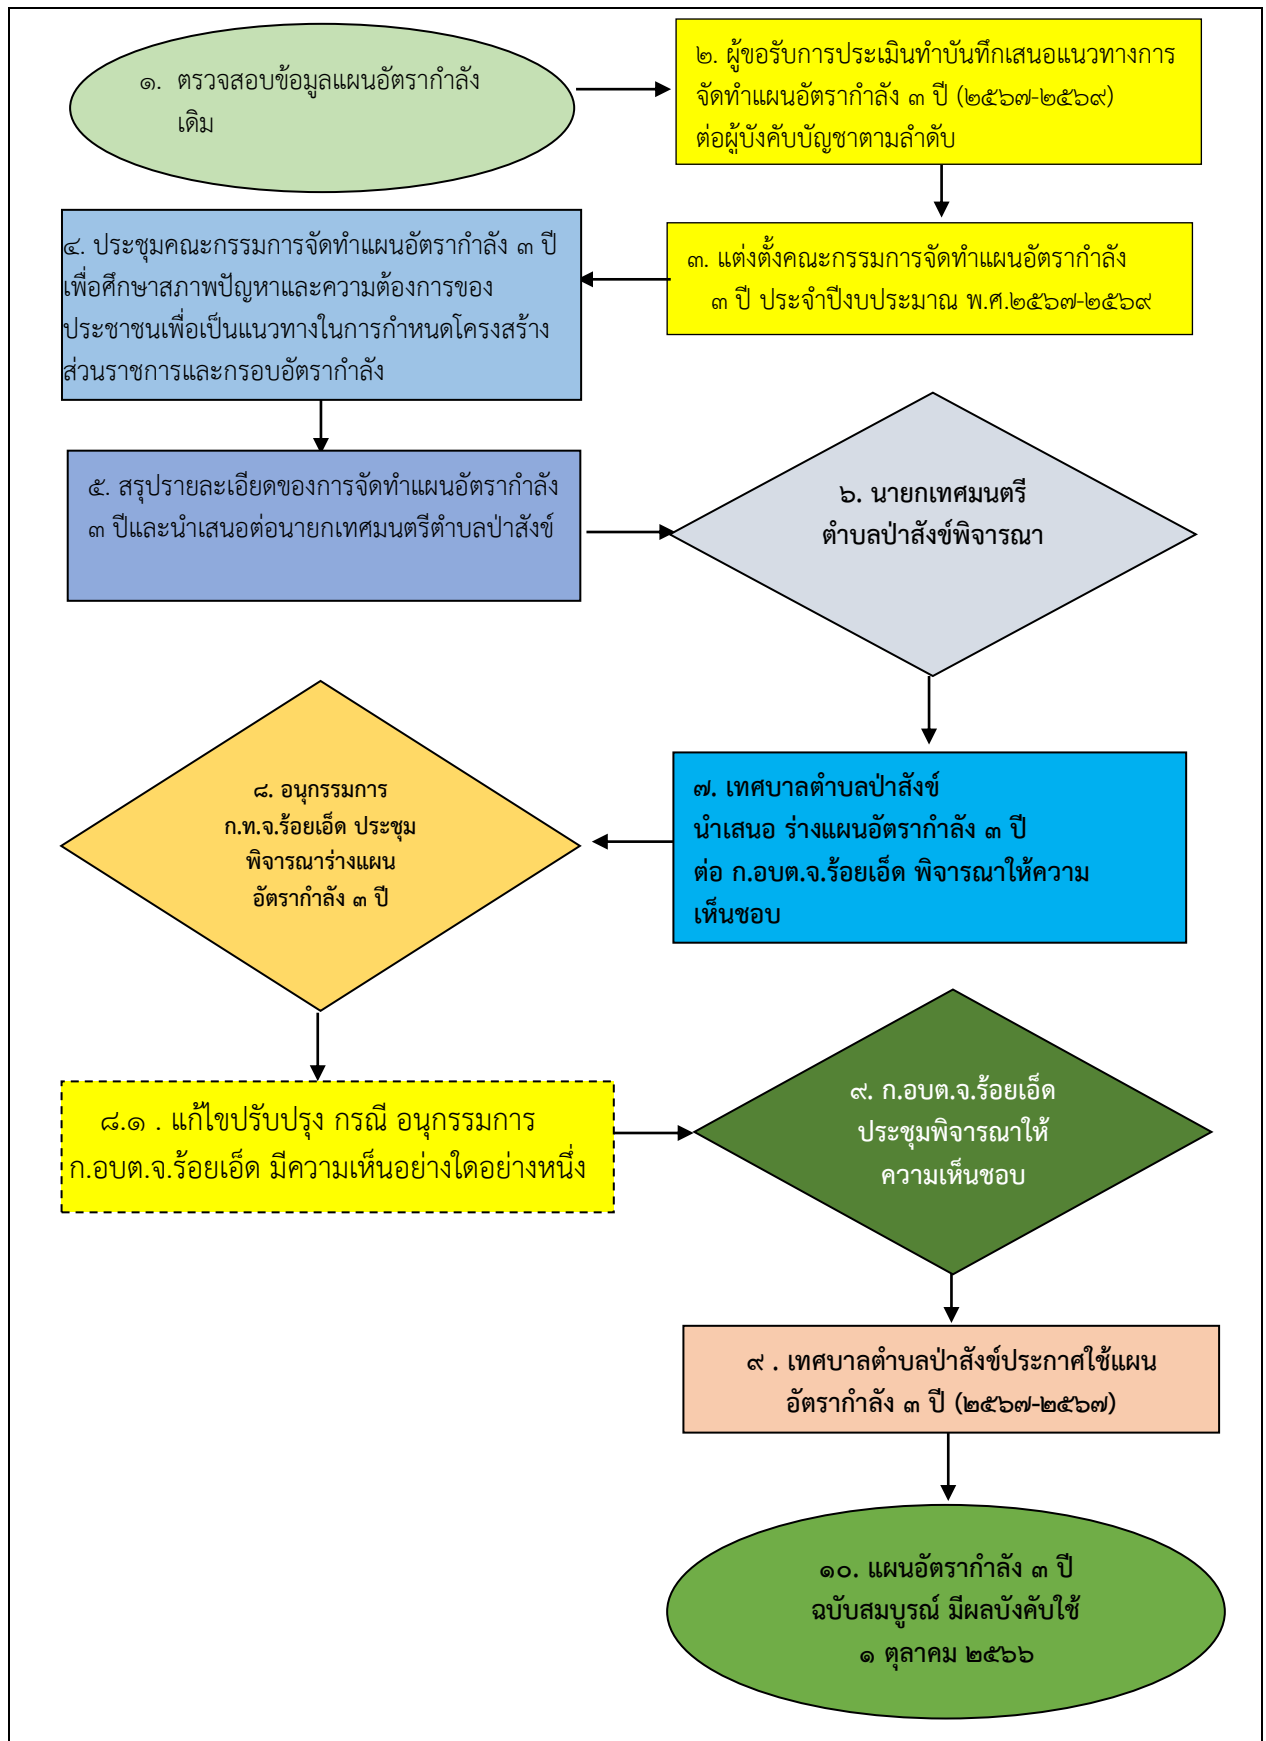 ๑. ตรวจสอบข้อมูลแผนอัตรากำลัง
เดิม
๒. ผู้ขอรับการประเมินทำบันทึกเสนอแนวทางการ
จัดทำแผนอัตรากำลัง ๓ ปี (๒๕๖๗-๒๕๖๙)
ต่อผู้บังคับบัญชาตามลำดับ
๓. แต่งตั้งคณะกรรมการจัดทำแผนอัตรากำลัง
๓ ปี ประจำปีงบประมาณ พ.ศ.๒๕๖๗-๒๕๖๙
๔. ประชุมคณะกรรมการจัดทำแผนอัตรากำลัง ๓ ปี
เพื่อศึกษาสภาพปัญหาและความต้องการของ
ประชาชนเพื่อเป็นแนวทางในการกำหนดโครงสร้าง
ส่วนราชการและกรอบอัตรากำลัง
๕. สรุปรายละเอียดของการจัดทำแผนอัตรากำลัง
๓ ปีและนำเสนอต่อนายกเทศมนตรีตำบลป่าสังข์
๖. นายกเทศมนตรี
ตำบลป่าสังข์พิจารณา
๗. เทศบาลตำบลป่าสังข์
นำเสนอ ร่างแผนอัตรากำลัง ๓ ปี
ต่อ ก.อบต.จ.ร้อยเอ็ด พิจารณาให้ความ
เห็นชอบ
๘. อนุกรรมการ
ก.ท.จ.ร้อยเอ็ด ประชุม
พิจารณาร่างแผน
อัตรากำลัง ๓ ปี
๘.๑ . แก้ไขปรับปรุง กรณี อนุกรรมการ
ก.อบต.จ.ร้อยเอ็ด มีความเห็นอย่างใดอย่างหนึ่ง
๙. ก.อบต.จ.ร้อยเอ็ด
ประชุมพิจารณาให้
ความเห็นชอบ
๙ . เทศบาลตำบลป่าสังข์ประกาศใช้แผน
อัตรากำลัง ๓ ปี (๒๕๖๗-๒๕๖๗)
๑๐. แผนอัตรากำลัง ๓ ปี
ฉบับสมบูรณ์ มีผลบังคับใช้
๑ ตุลาคม ๒๕๖๖